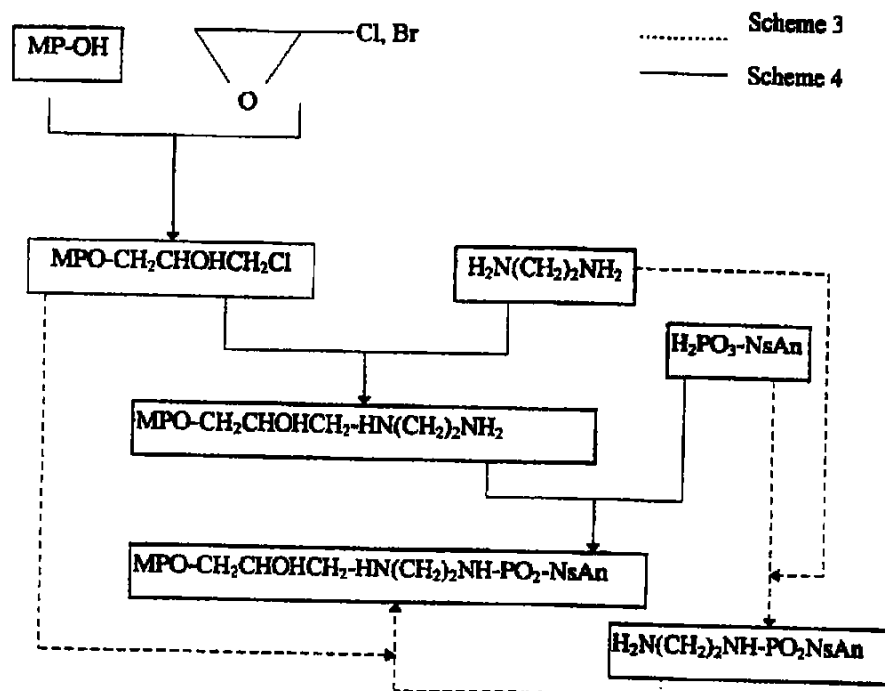 MP-OH
Cl, Br
O
Scheme 3
Scheme 4
MPO-CH₂CHOHCH₂Cl
H₂N(CH₂)₂NH₂
H₂PO₃-NsAn
MPO-CH₂CHOHCH₂-HN(CH₂)₂NH₂
MPO-CH₂CHOHCH₂-HN(CH₂)₂NH-PO₂-NsAn
H₂N(CH₂)₂NH-PO₂NsAn